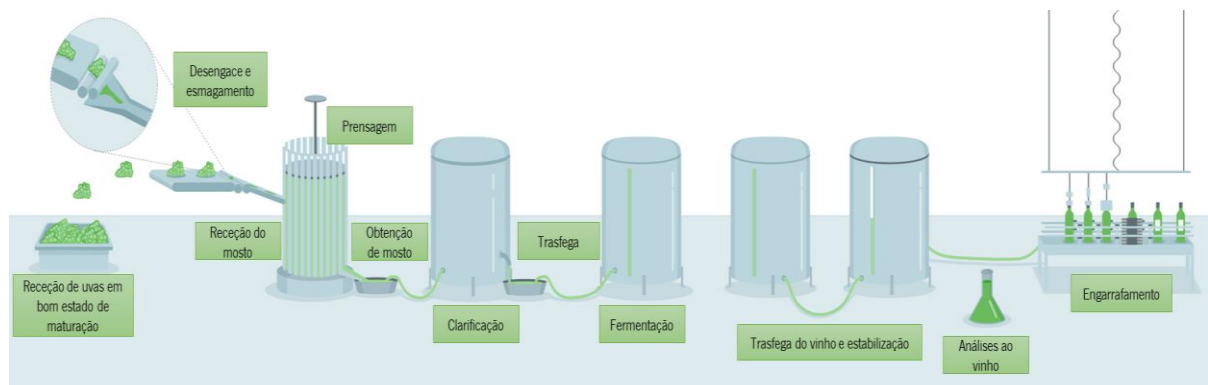 Desengace e
esmagamento
Prensagem
Receção do
mosto
Obtenção
de mosto
Trasfega
Receção de uvas em
bom estado de
maturação
Clarificação
Fermentação
Trasfega do vinho e estabilização
Análises ao
vinho
Engarrafamento